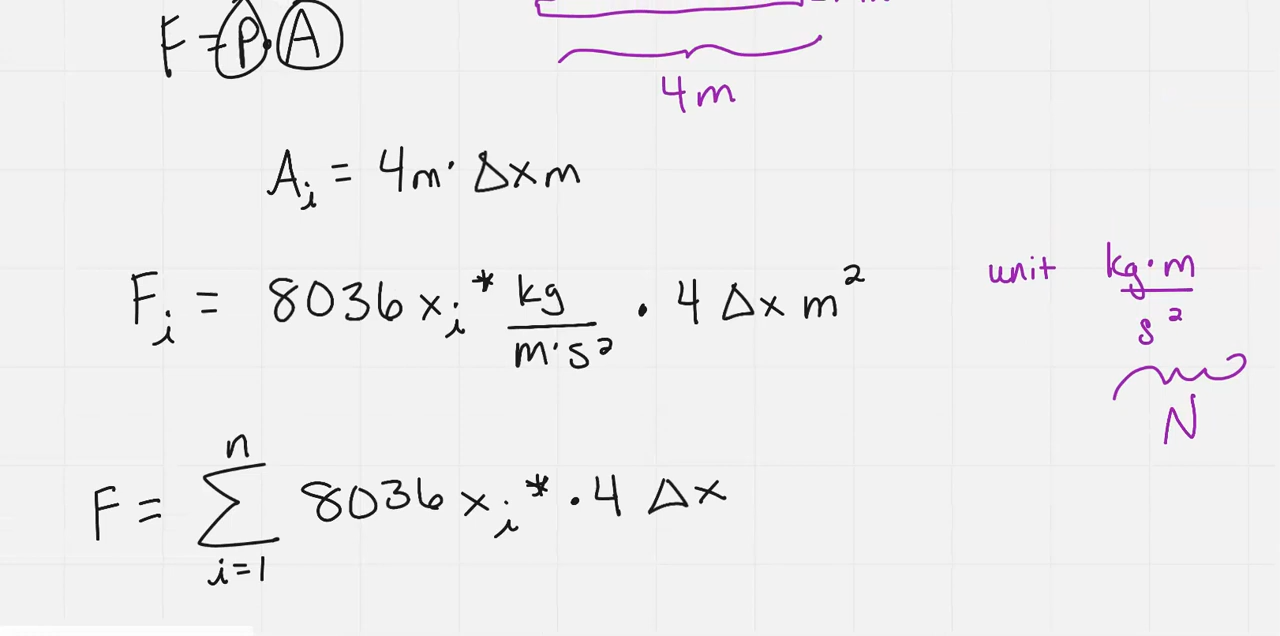 F = P · A
4 m
A_i = 4m · Δx m
F_i = 8036 x_i* kg/(m·s²) · 4 Δx m²
unit kg·m/s²
N
F = Σ_{i=1}^{n} 8036 x_i* · 4 Δx